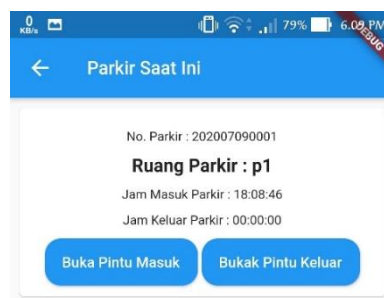 0 KB/s 79% 6.09 PM
DEBUG
Parkir Saat Ini
No. Parkir : 202007090001
Ruang Parkir : p1
Jam Masuk Parkir : 18:08:46
Jam Keluar Parkir : 00:00:00
Buka Pintu Masuk Bukak Pintu Keluar